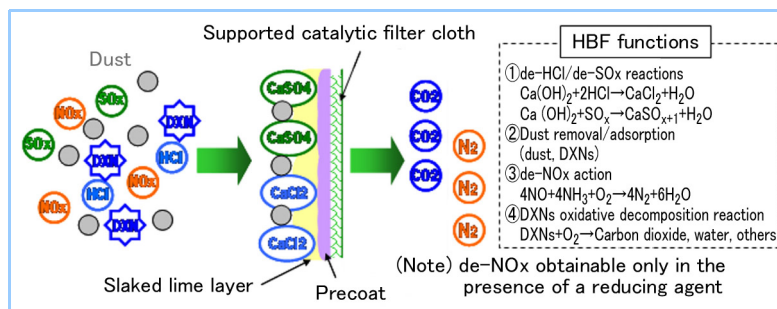 Supported catalytic filter cloth
Dust
SOx
NOx
DXN
SOx
HCl
DXN
NOx
HCl
NOx
DXN
CaSO4
CaSO4
CaCl2
CaCl2
Slaked lime layer
Precoat
CO2
CO2
CO2
N2
N2
N2
HBF functions
①de-HCl/de-SOx reactions
Ca(OH)₂+2HCl→CaCl₂+H₂O
Ca (OH)₂+SOₓ→CaSOₓ₊₁+H₂O
②Dust removal/adsorption
(dust, DXNs)
③de-NOx action
4NO+4NH₃+O₂→4N₂+6H₂O
④DXNs oxidative decomposition reaction
DXNs+O₂→Carbon dioxide, water, others
(Note) de-NOx obtainable only in the
presence of a reducing agent